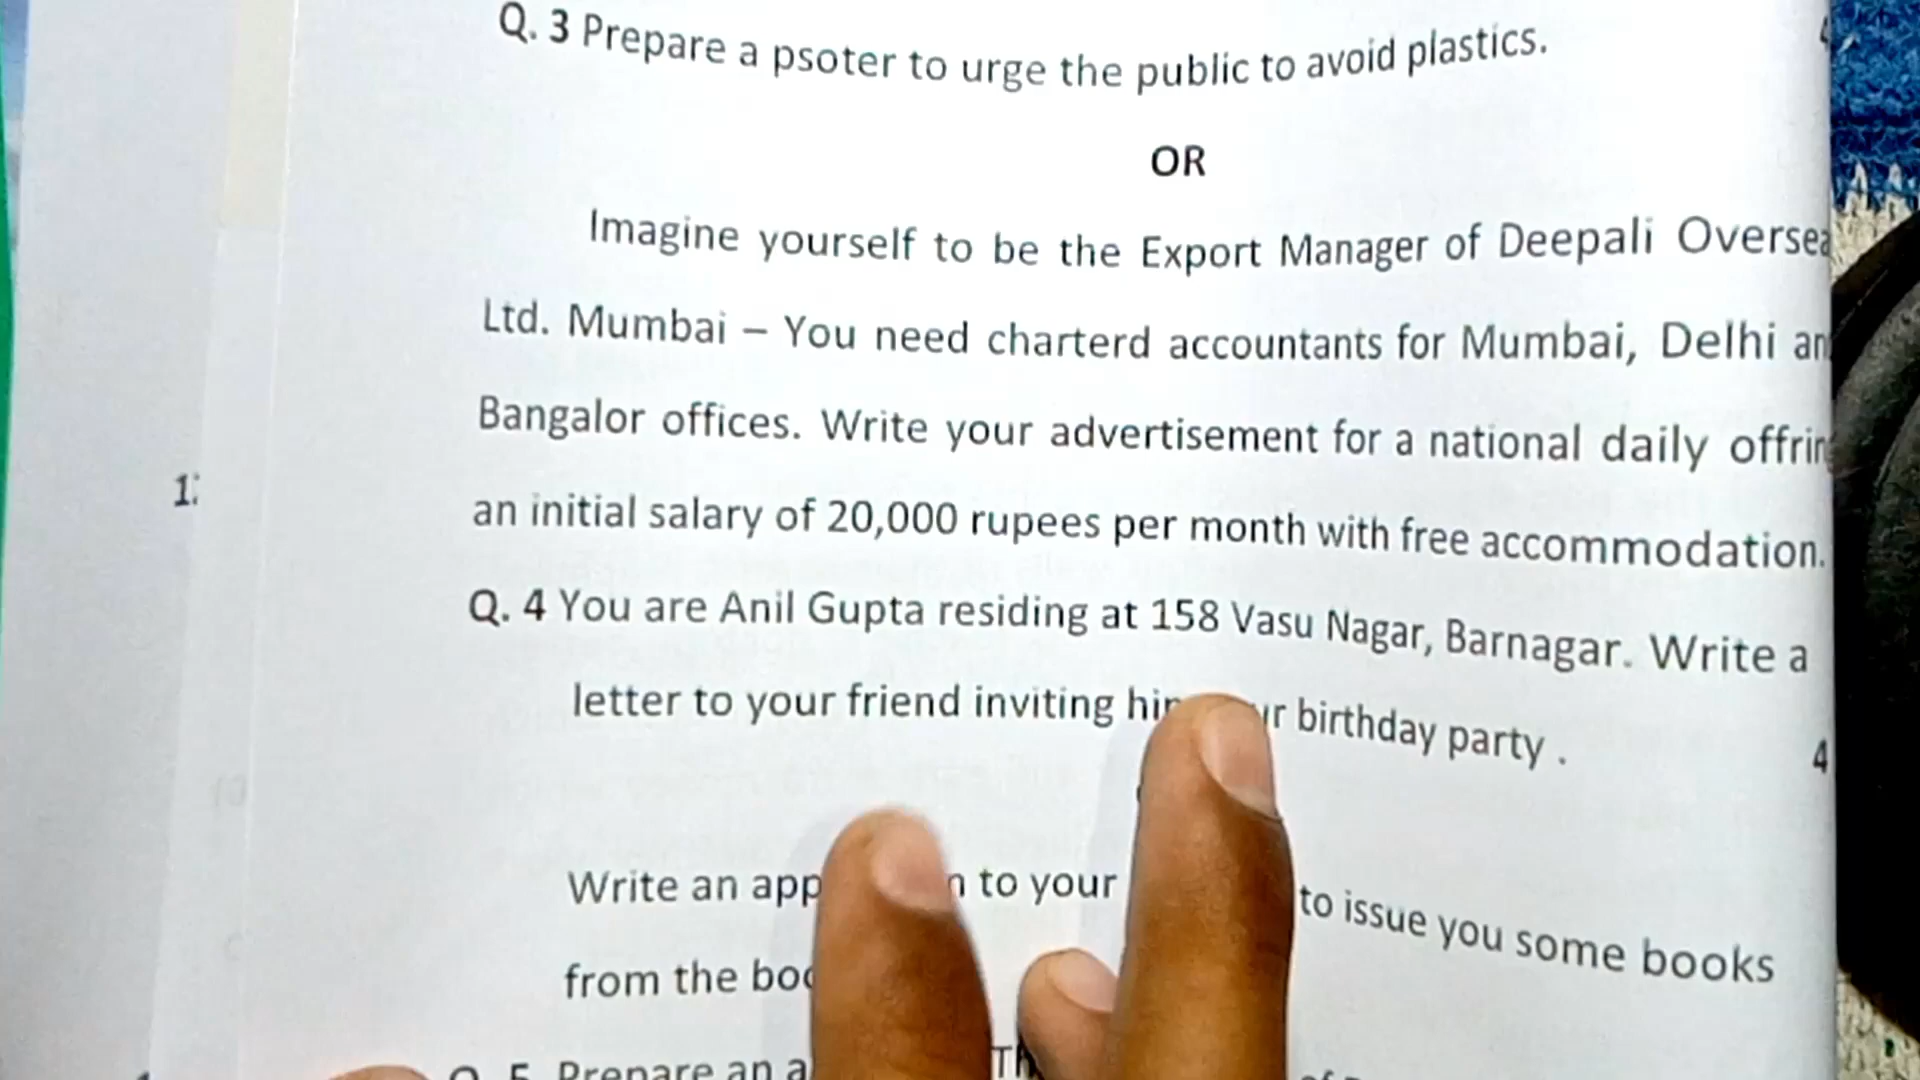 Q. 3 Prepare a psoter to urge the public to avoid plastics.
OR
Imagine yourself to be the Export Manager of Deepali
Ltd. Mumbai – You need charterd accountants for Mumbai, Delhi
Bangalor offices. Write your advertisement for a national daily
an initial salary of 20,000 rupees per month with free accommodation.
Q. 4 You are Anil Gupta residing at 158 Vasu Nagar, Barnagar. Write a
letter to your friend inviting birthday party .
4
Write an to your to issue you some books
from the
Q. 5 Prepare an